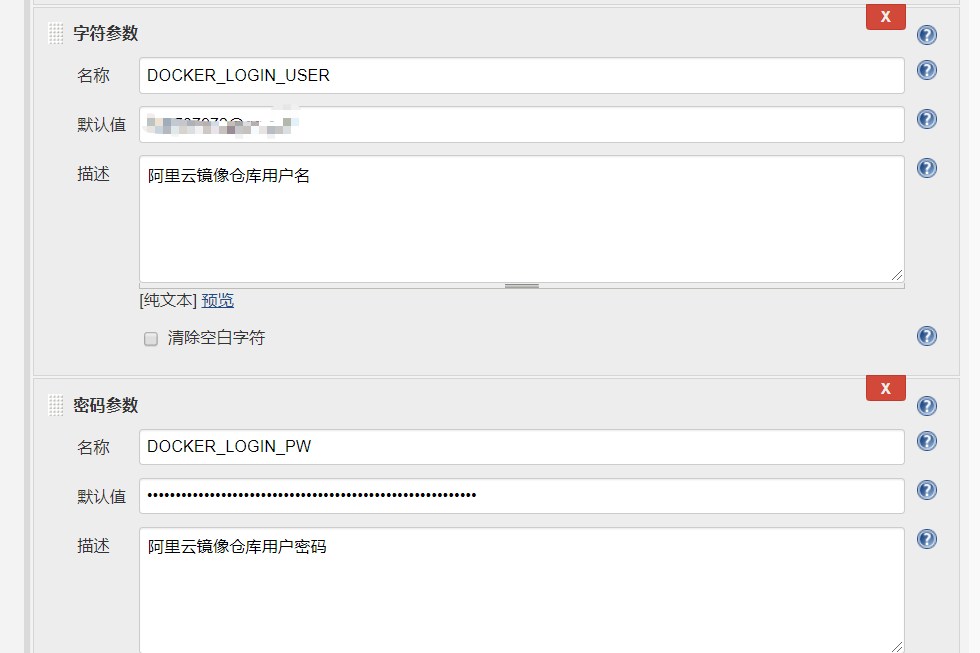 X
字符参数
名称
DOCKER_LOGIN_USER
默认值
描述
阿里云镜像仓库用户名
[纯文本] 预览
清除空白字符
X
密码参数
名称
DOCKER_LOGIN_PW
默认值
描述
阿里云镜像仓库用户密码